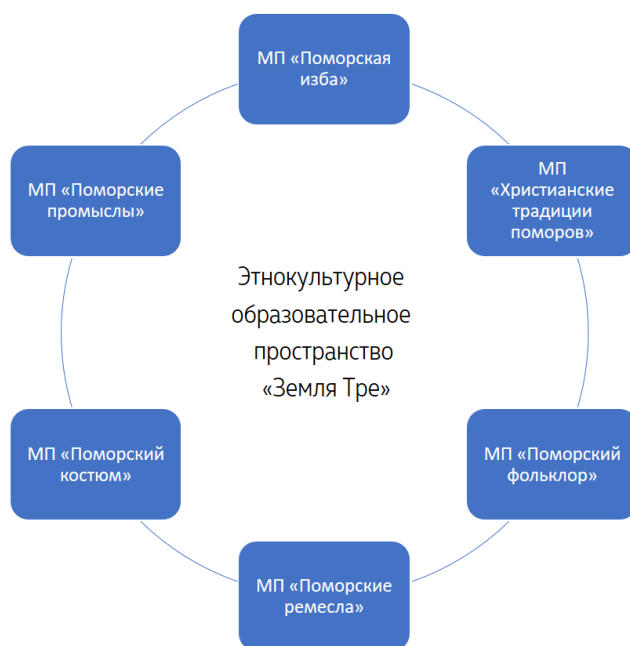 МП «Поморская
изба»
МП
«Христианские
традиции
поморов»
МП «Поморский
фольклор»
МП «Поморские
ремесла»
МП «Поморский
костюм»
МП «Поморские
промыслы»
Этнокультурное
образовательное
пространство
«Земля Тре»